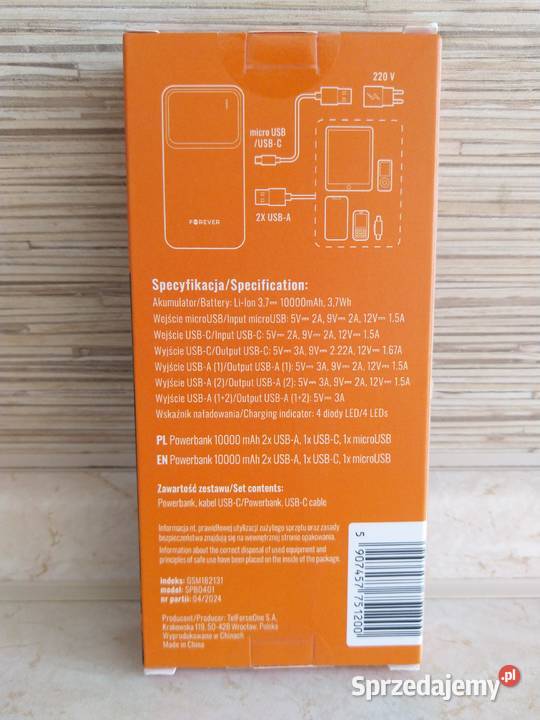 220 V
micro USB
/USB-C
2X USB-A
FOREVER
Specyfikacja/Specification:
Akumulator/Battery: Li-Ion 3,7⎓ 10000mAh, 3,7Wh
Wejście microUSB/Input microUSB: 5V⎓ 2A, 9V⎓ 2A, 12V⎓ 1.5A
Wejście USB-C/Input USB-C: 5V⎓ 2A, 9V⎓ 2A, 12V⎓ 1.5A
Wyjście USB-C/Output USB-C: 5V⎓ 3A, 9V⎓ 2.22A, 12V⎓ 1.67A
Wyjście USB-A (1)/Output USB-A (1): 5V⎓ 3A, 9V⎓ 2A, 12V⎓ 1.5A
Wyjście USB-A (2)/Output USB-A (2): 5V⎓ 3A, 9V⎓ 2A, 12V⎓ 1.5A
Wyjście USB-A (1+2)/Output USB-A (1+2): 5V⎓ 3A
Wskaźnik naładowania/Charging indicator: 4 diody LED/4 LEDs
PL Powerbank 10000 mAh 2x USB-A, 1x USB-C, 1x microUSB
EN Powerbank 10000 mAh 2x USB-A, 1x USB-C, 1x microUSB
Zawartość zestawu/Set contents:
Powerbank, kabel USB-C/Powerbank, USB-C cable
Informacja nt. prawidłowej utylizacji zużytego sprzętu oraz zasady
bezpieczeństwa znajdują się na wewnętrznej stronie opakowania.
Information about the correct disposal of used equipment and
principles of safe use have been placed on the inside of the package.
indeks: GSM182131
model: SPB0401
nr partii: 04/2024
Producent/Producer: TelForceOne S.A.
Krakowska 119, 50-428 Wrocław, Polska
Wyprodukowano w Chinach
Made in China
5 907457 751200
Sprzedajemy.pl